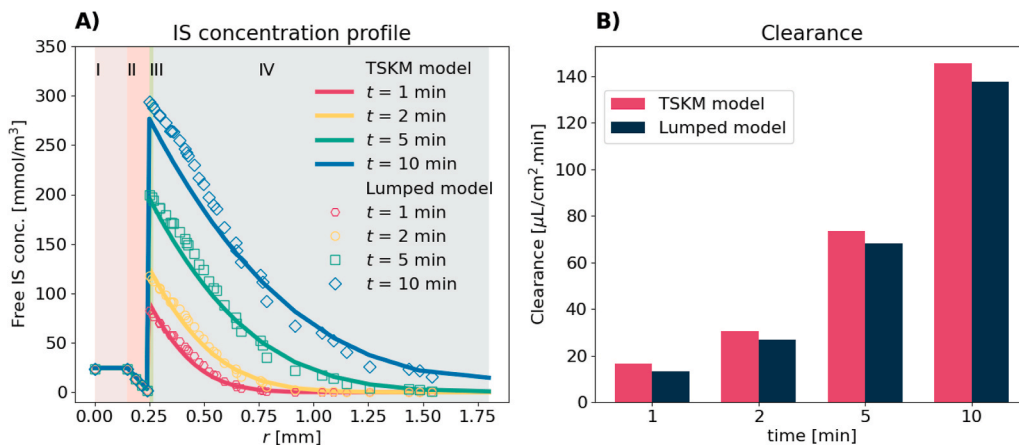 A)
IS concentration profile
Free IS conc. [mmol/m³]
350
300
250
200
150
100
50
0
I
II
III
IV
TSKM model
t = 1 min
t = 2 min
t = 5 min
t = 10 min
Lumped model
t = 1 min
t = 2 min
t = 5 min
t = 10 min
0.00 0.25 0.50 0.75 1.00 1.25 1.50 1.75
r [mm]
B)
Clearance
Clearance [μL/cm².min]
140
120
100
80
60
40
20
0
TSKM model
Lumped model
1 2 5 10
time [min]